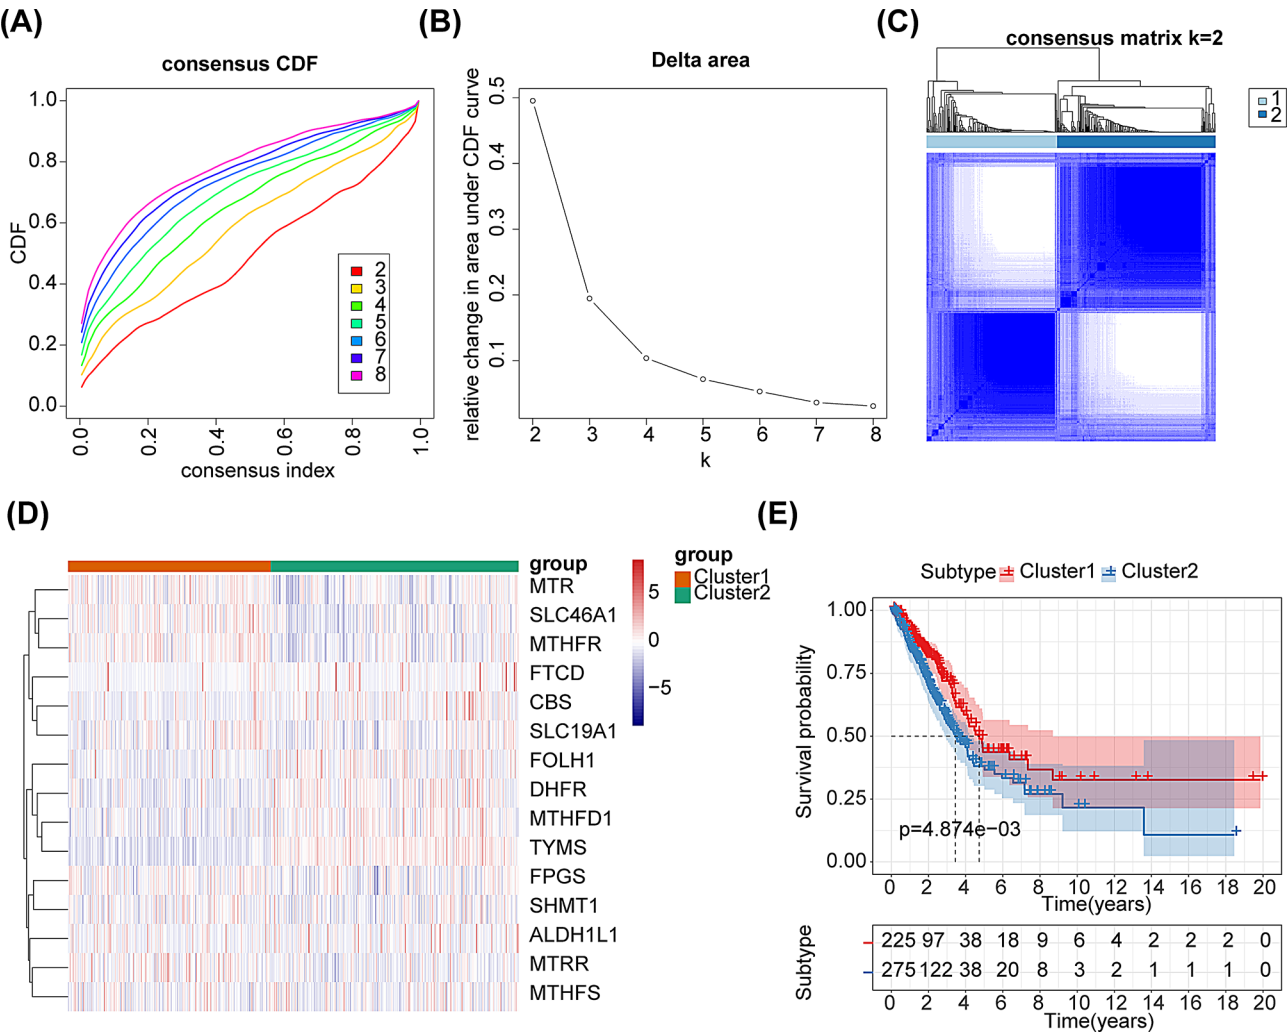 (A)
consensus CDF
CDF
1.0
0.8
0.6
0.4
0.2
0.0
2
3
4
5
6
7
8
0.0 0.2 0.4 0.6 0.8 1.0
consensus index
(B)
Delta area
relative change in area under CDF curve
0.5
0.4
0.3
0.2
0.1
2 3 4 5 6 7 8
k
(C)
consensus matrix k=2
1
2
(D)
group
MTR
SLC46A1
MTHFR
FTCD
CBS
SLC19A1
FOLH1
DHFR
MTHFD1
TYMS
FPGS
SHMT1
ALDH1L1
MTRR
MTHFS
5
0
−5
group
Cluster1
Cluster2
(E)
Subtype Cluster1 Cluster2
Survival probability
1.00
0.75
0.50
0.25
0.00
p=4.874e−03
0 2 4 6 8 10 12 14 16 18 20
Time(years)
Subtype
225 97 38 18 9 6 4 2 2 2 0
275 122 38 20 8 3 2 1 1 1 0
0 2 4 6 8 10 12 14 16 18 20
Time(years)